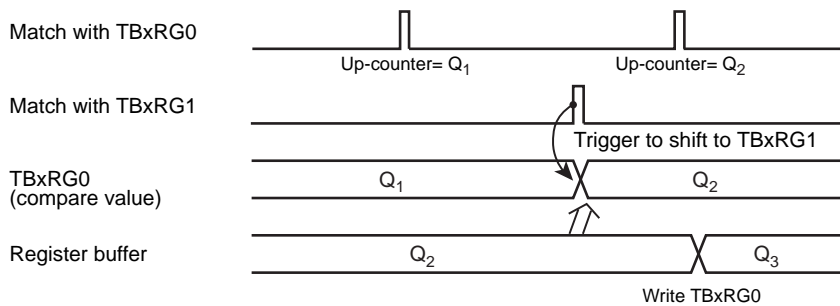 Match with TBxRG0
Up-counter= Q1
Up-counter= Q2
Match with TBxRG1
Trigger to shift to TBxRG1
TBxRG0
(compare value)
Q1
Q2
Register buffer
Q2
Q3
Write TBxRG0